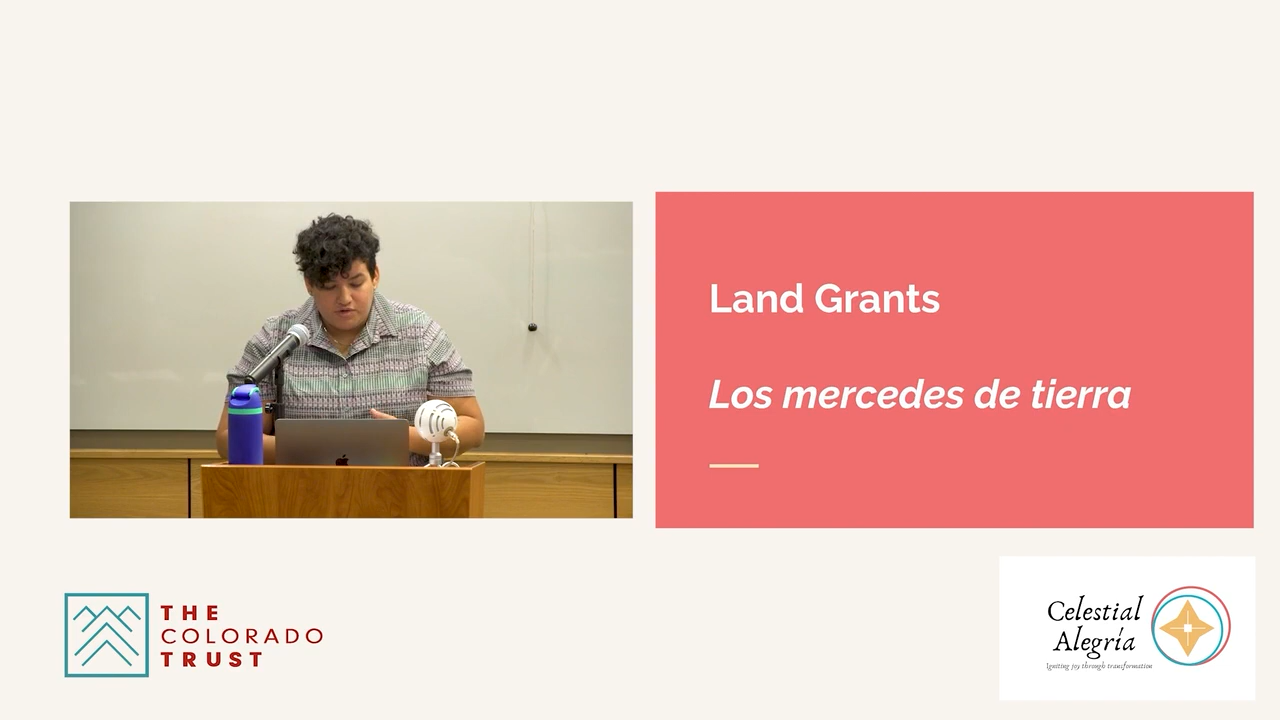 Land Grants
Los mercedes de tierra
THE
COLORADO
TRUST
Celestial
Alegría
Igniting joy through transformation